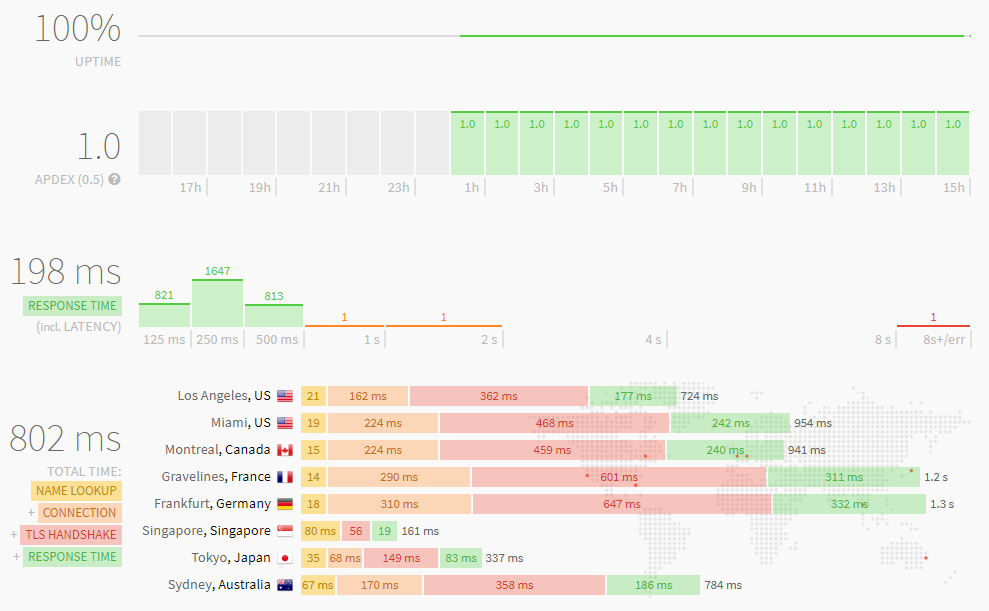 100%
UPTIME
1.0
APDEX (0.5) ?
1.0 1.0 1.0 1.0 1.0 1.0 1.0 1.0 1.0 1.0 1.0 1.0 1.0 1.0 1.0
17h 19h 21h 23h 1h 3h 5h 7h 9h 11h 13h 15h
198 ms
RESPONSE TIME
(incl. LATENCY)
821 1647 813 1 1 1
125 ms 250 ms 500 ms 1 s 2 s 4 s 8 s 8s+/err
802 ms
TOTAL TIME:
NAME LOOKUP
+ CONNECTION
+ TLS HANDSHAKE
+ RESPONSE TIME
Los Angeles, US 21 162 ms 362 ms 177 ms 724 ms
Miami, US 19 224 ms 468 ms 242 ms 954 ms
Montreal, Canada 15 224 ms 459 ms 240 ms 941 ms
Gravelines, France 14 290 ms 601 ms 311 ms 1.2 s
Frankfurt, Germany 18 310 ms 647 ms 332 ms 1.3 s
Singapore, Singapore 80 ms 56 19 161 ms
Tokyo, Japan 35 68 ms 149 ms 83 ms 337 ms
Sydney, Australia 67 ms 170 ms 358 ms 186 ms 784 ms